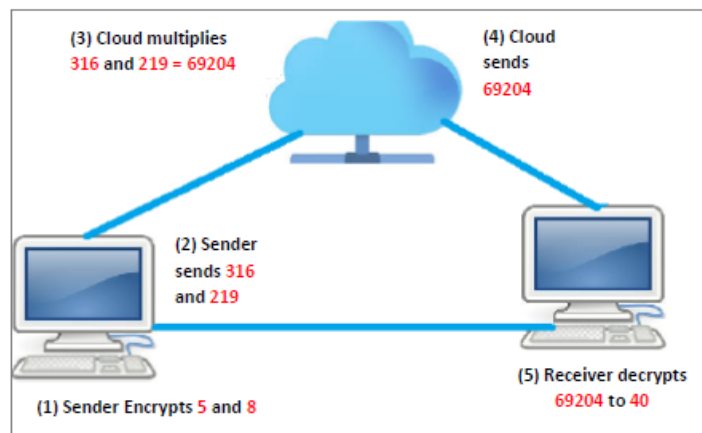 (3) Cloud multiplies
316 and 219 = 69204
(4) Cloud
sends
69204
(2) Sender
sends 316
and 219
(1) Sender Encrypts 5 and 8
(5) Receiver decrypts
69204 to 40